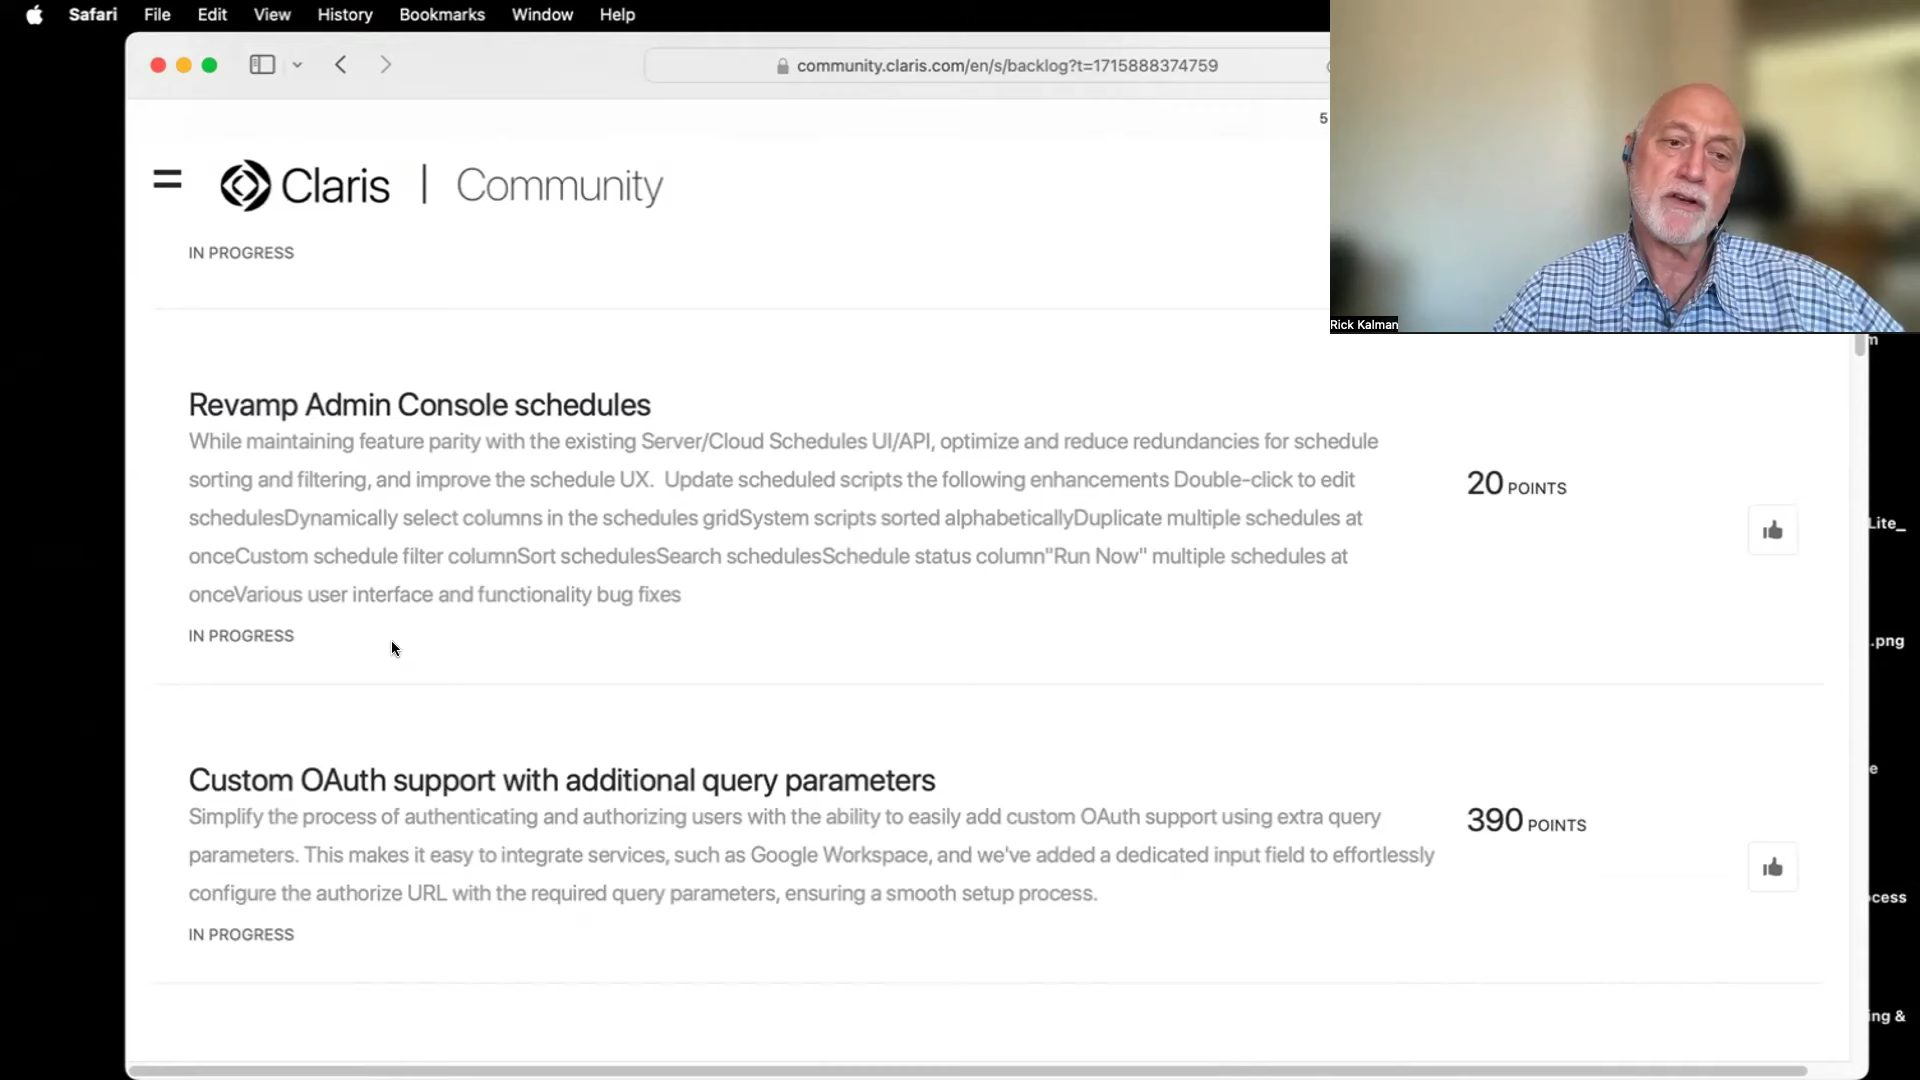 Safari File Edit View History Bookmarks Window Help
community.claris.com/en/s/backlog?t=1715888374759
5
Claris | Community
IN PROGRESS
Rick Kalman
Revamp Admin Console schedules
While maintaining feature parity with the existing Server/Cloud Schedules UI/API, optimize and reduce redundancies for schedule
sorting and filtering, and improve the schedule UX.  Update scheduled scripts the following enhancements Double-click to edit
schedulesDynamically select columns in the schedules gridSystem scripts sorted alphabeticallyDuplicate multiple schedules at
onceCustom schedule filter columnSort schedulesSearch schedulesSchedule status column"Run Now" multiple schedules at
onceVarious user interface and functionality bug fixes
IN PROGRESS
20 POINTS
Lite_
.png
Custom OAuth support with additional query parameters
Simplify the process of authenticating and authorizing users with the ability to easily add custom OAuth support using extra query
parameters. This makes it easy to integrate services, such as Google Workspace, and we've added a dedicated input field to effortlessly
configure the authorize URL with the required query parameters, ensuring a smooth setup process.
IN PROGRESS
390 POINTS
e
cess
ing &